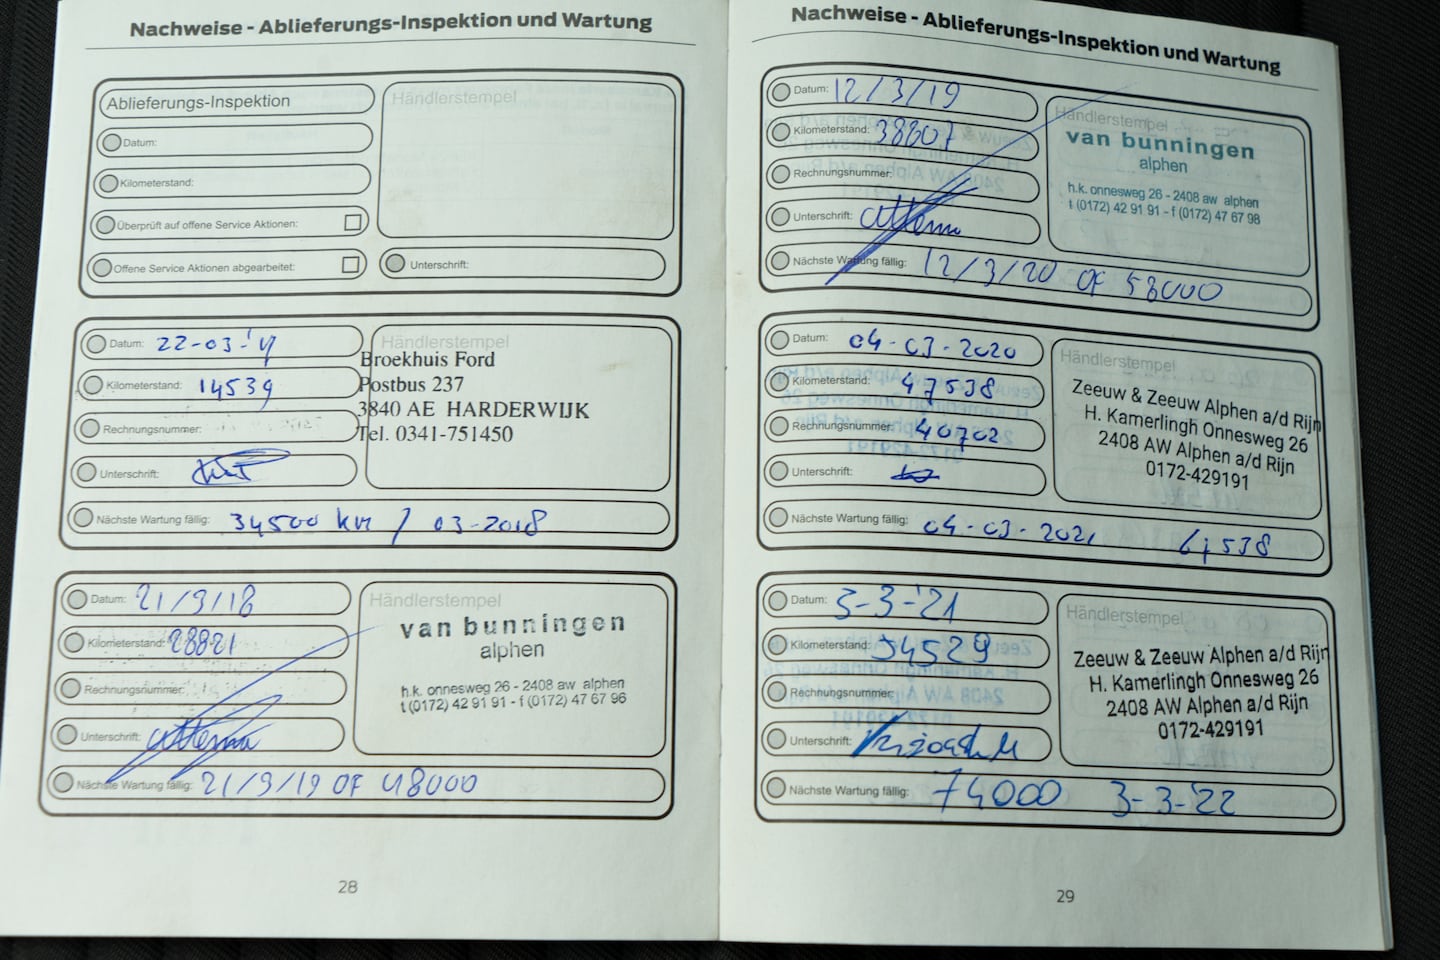 Nachweise - Ablieferungs-Inspektion und Wartung
Ablieferungs-Inspektion
Datum:
Kilometerstand:
Überprüft auf offene Service Aktionen:
Offene Service Aktionen abgearbeitet:
Händlerstempel
Unterschrift:
Datum: 22-03-'17
Kilometerstand: 14539
Rechnungsnummer:
Unterschrift:
Nächste Wartung fällig: 34500 km / 03-2018
Händlerstempel
Broekhuis Ford
Postbus 237
3840 AE HARDERWIJK
Tel. 0341-751450
Datum: 21/3/18
Kilometerstand: 28821
Rechnungsnummer:
Unterschrift:
Nächste Wartung fällig: 21/3/19 OF 48000
Händlerstempel
van bunningen
alphen
h.k. onnesweg 26 - 2408 aw alphen
t (0172) 42 91 91 - f (0172) 47 67 96
28
Nachweise - Ablieferungs-Inspektion und Wartung
Datum: 12/3/19
Kilometerstand: 38807
Rechnungsnummer:
Unterschrift:
Nächste Wartung fällig: 12/3/20 OF 58000
Händlerstempel
van bunningen
alphen
h.k. onnesweg 26 - 2408 aw alphen
t (0172) 42 91 91 - f (0172) 47 67 98
Datum: 04-03-2020
Kilometerstand: 47538
Rechnungsnummer: 40702
Unterschrift:
Nächste Wartung fällig: 04-03-2021 67538
Händlerstempel
Zeeuw & Zeeuw Alphen a/d Rijn
H. Kamerlingh Onnesweg 26
2408 AW Alphen a/d Rijn
0172-429191
Datum: 3-3-'21
Kilometerstand: 54529
Rechnungsnummer:
Unterschrift:
Nächste Wartung fällig: 74000 3-3-'22
Händlerstempel
Zeeuw & Zeeuw Alphen a/d Rijn
H. Kamerlingh Onnesweg 26
2408 AW Alphen a/d Rijn
0172-429191
29